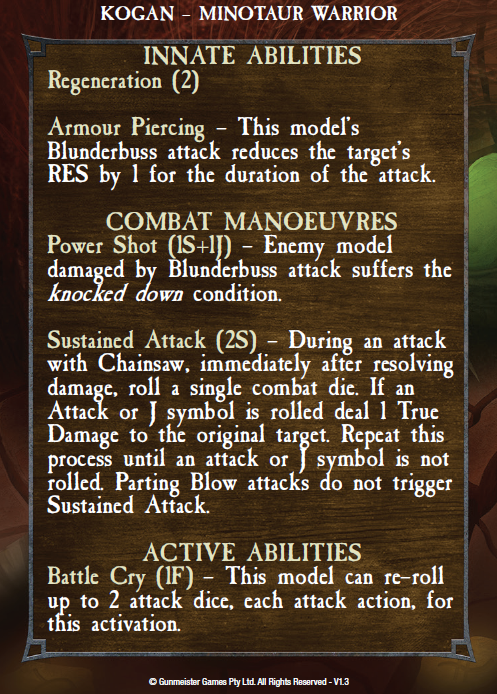 KOGAN – MINOTAUR WARRIOR
INNATE ABILITIES
Regeneration (2)
Armour Piercing – This model's
Blunderbuss attack reduces the target's
RES by 1 for the duration of the attack.
COMBAT MANOEUVRES
Power Shot (1S+1J) – Enemy model
damaged by Blunderbuss attack suffers the
knocked down condition.
Sustained Attack (2S) – During an attack
with Chainsaw, immediately after resolving
damage, roll a single combat die. If an
Attack or J symbol is rolled deal 1 True
Damage to the original target. Repeat this
process until an attack or J symbol is not
rolled. Parting Blow attacks do not trigger
Sustained Attack.
ACTIVE ABILITIES
Battle Cry (1F) – This model can re-roll
up to 2 attack dice, each attack action, for
this activation.
© Gunmeister Games Pty Ltd. All Rights Reserved - V1.3